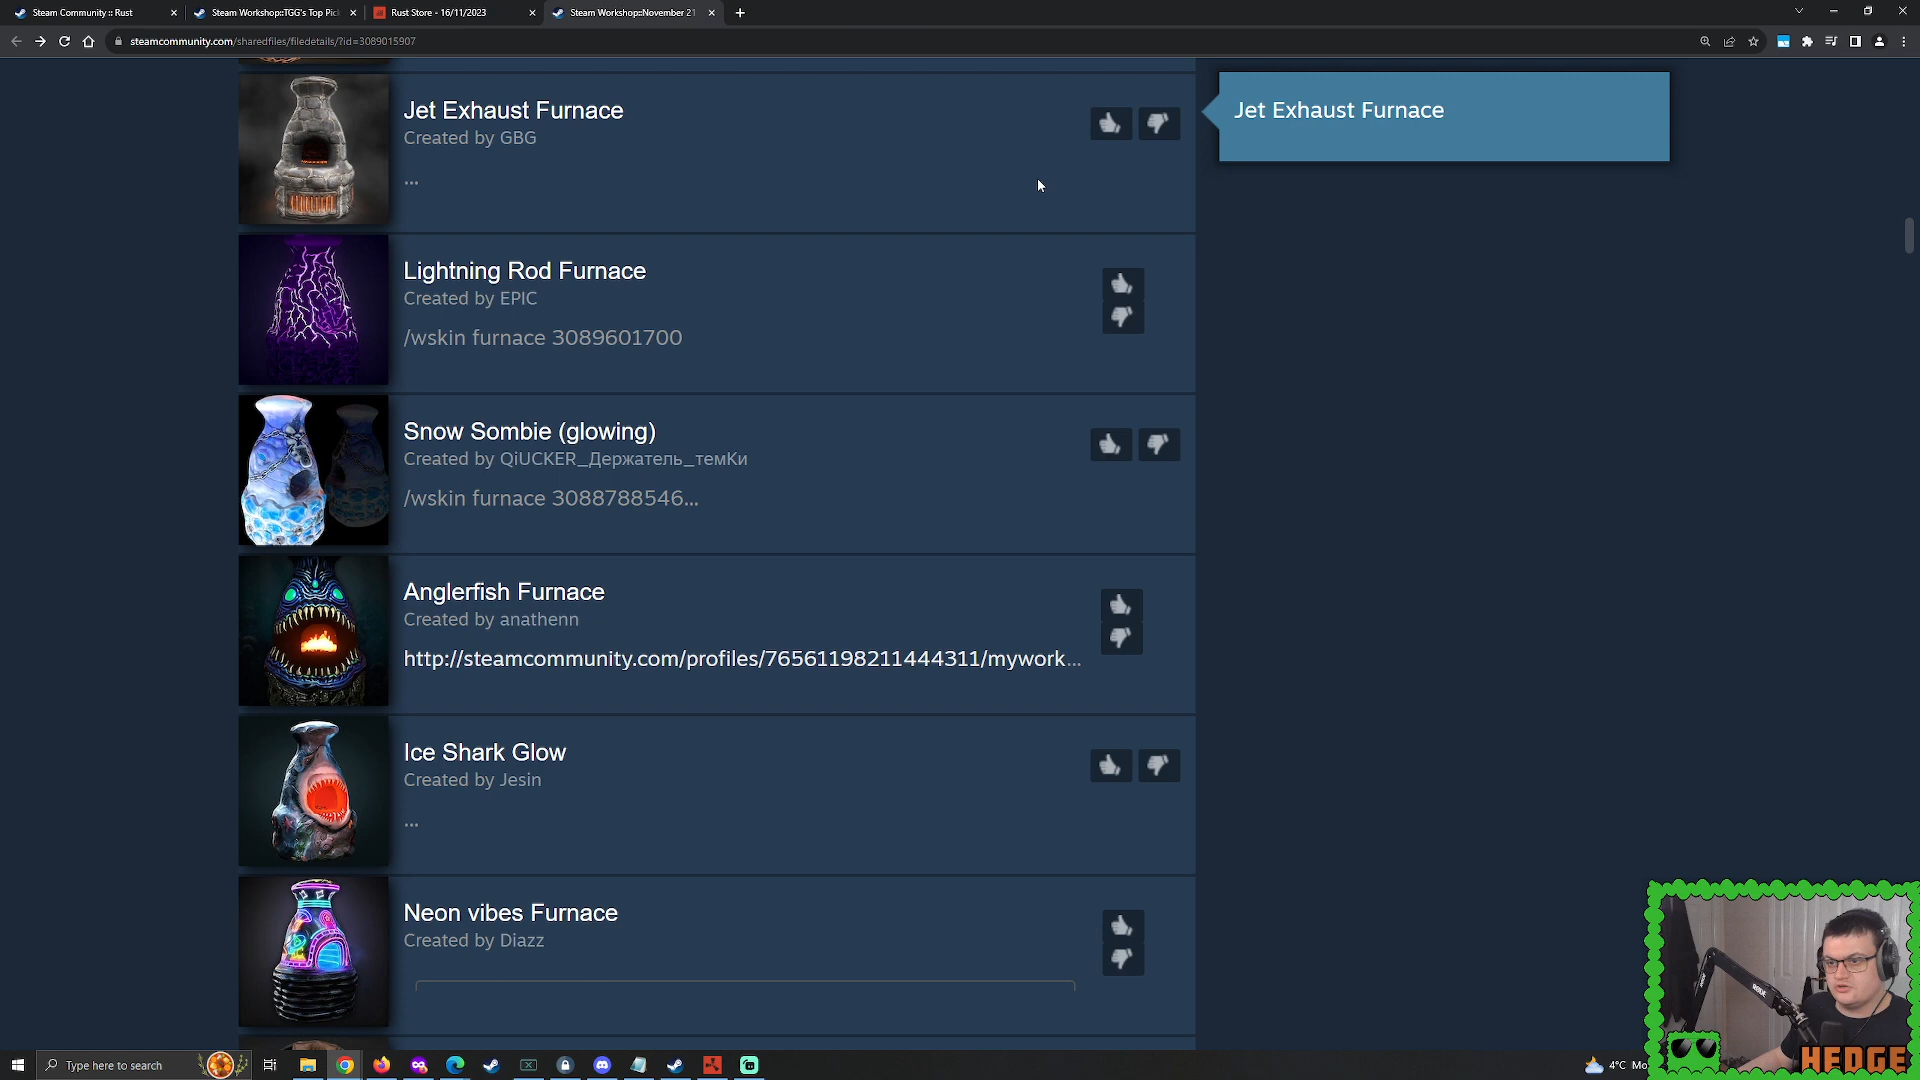 Steam Community :: Rust
Steam Workshop::TGG's Top Pic
Rust Store - 16/11/2023
Steam Workshop::November 21
steamcommunity.com/sharedfiles/filedetails/?id=3089015907
Jet Exhaust Furnace
Created by GBG
...
Jet Exhaust Furnace
Lightning Rod Furnace
Created by EPIC
/wskin furnace 3089601700
Snow Sombie (glowing)
Created by QiUCKER_Держатель_темКи
/wskin furnace 3088788546...
Anglerfish Furnace
Created by anathenn
http://steamcommunity.com/profiles/76561198211444311/mywork...
Ice Shark Glow
Created by Jesin
...
Neon vibes Furnace
Created by Diazz
RODE
HEDGE
Type here to search
4°C Mo